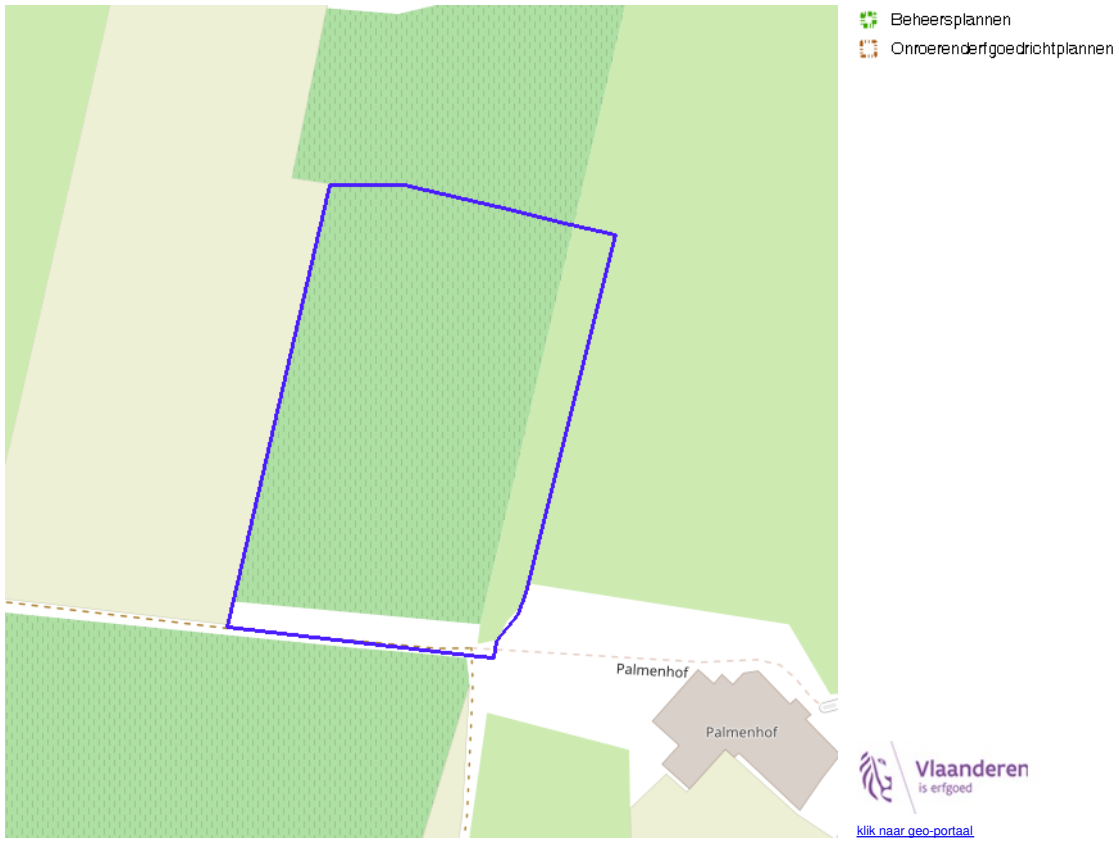 Beheersplannen
Onroerenderfgoedrichtplannen
Palmenhof
Palmenhof
Vlaanderen
is erfgoed
klik naar geo-portaal